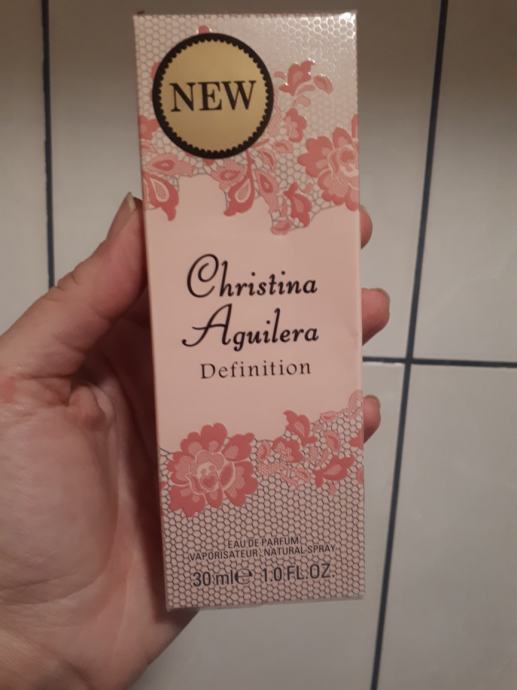 NEW
Christina
Aguilera
Definition
EAU DE PARFUM
VAPORISATEUR. NATURAL SPRAY
30 ml e 1.0 FL.OZ.